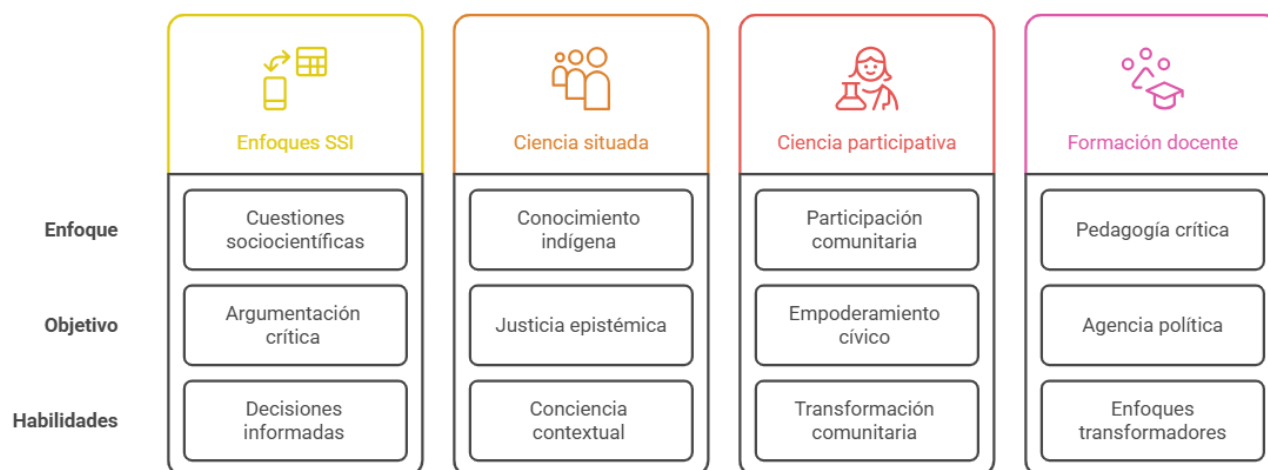 Enfoques SSI
Ciencia situada
Ciencia participativa
Formación docente
Enfoque
Cuestiones
sociocientíficas
Conocimiento
indígena
Participación
comunitaria
Pedagogía crítica
Objetivo
Argumentación
crítica
Justicia epistémica
Empoderamiento
cívico
Agencia política
Habilidades
Decisiones
informadas
Conciencia
contextual
Transformación
comunitaria
Enfoques
transformadores